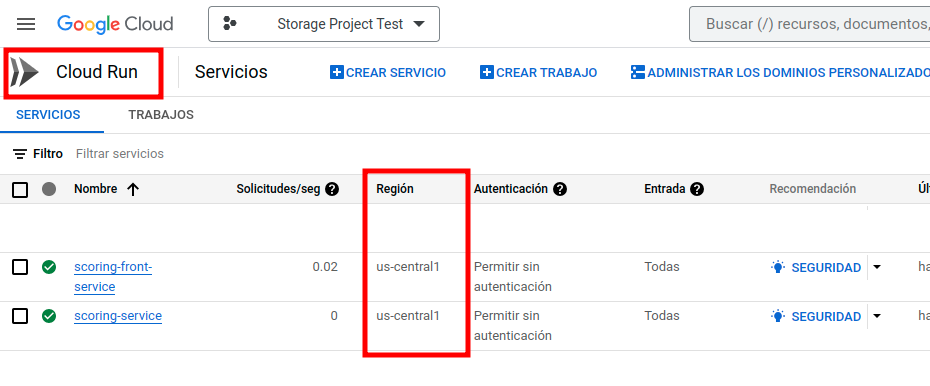 Google Cloud
Storage Project Test
Buscar (/) recursos, documentos,
Cloud Run
Servicios
CREAR SERVICIO
CREAR TRABAJO
ADMINISTRAR LOS DOMINIOS PERSONALIZADO
SERVICIOS
TRABAJOS
Filtro Filtrar servicios
Nombre Solicitudes/seg ? Región Autenticación ? Entrada ? Recomendación Úl
scoring-front- 0.02 us-central1 Permitir sin Todas SEGURIDAD ha
service autenticación
scoring-service 0 us-central1 Permitir sin Todas SEGURIDAD ha
autenticación